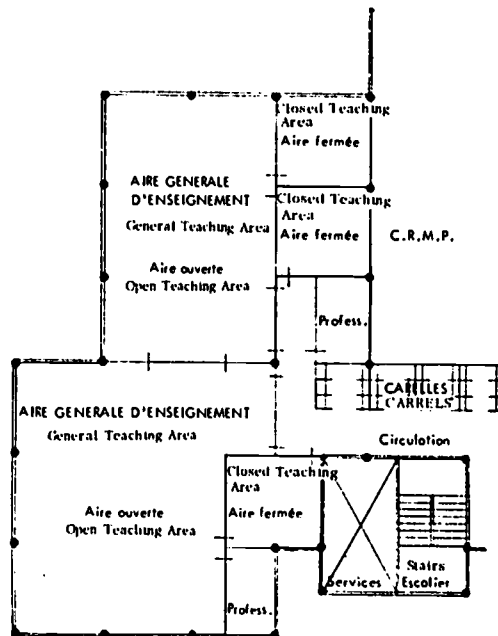 Closed Teaching
Area
Aire fermée
AIRE GENERALE
D'ENSEIGNEMENT
General Teaching Area
Closed Teaching
Area
Aire fermée
C.R.M.P.
Aire ouverte
Open Teaching Area
Profess.
CARELLES
CARRELS
AIRE GENERALE D'ENSEIGNEMENT
General Teaching Area
Circulation
Closed Teaching
Area
Aire fermée
Aire ouverte
Open Teaching Area
Stairs
Escolier
Services
Profess.